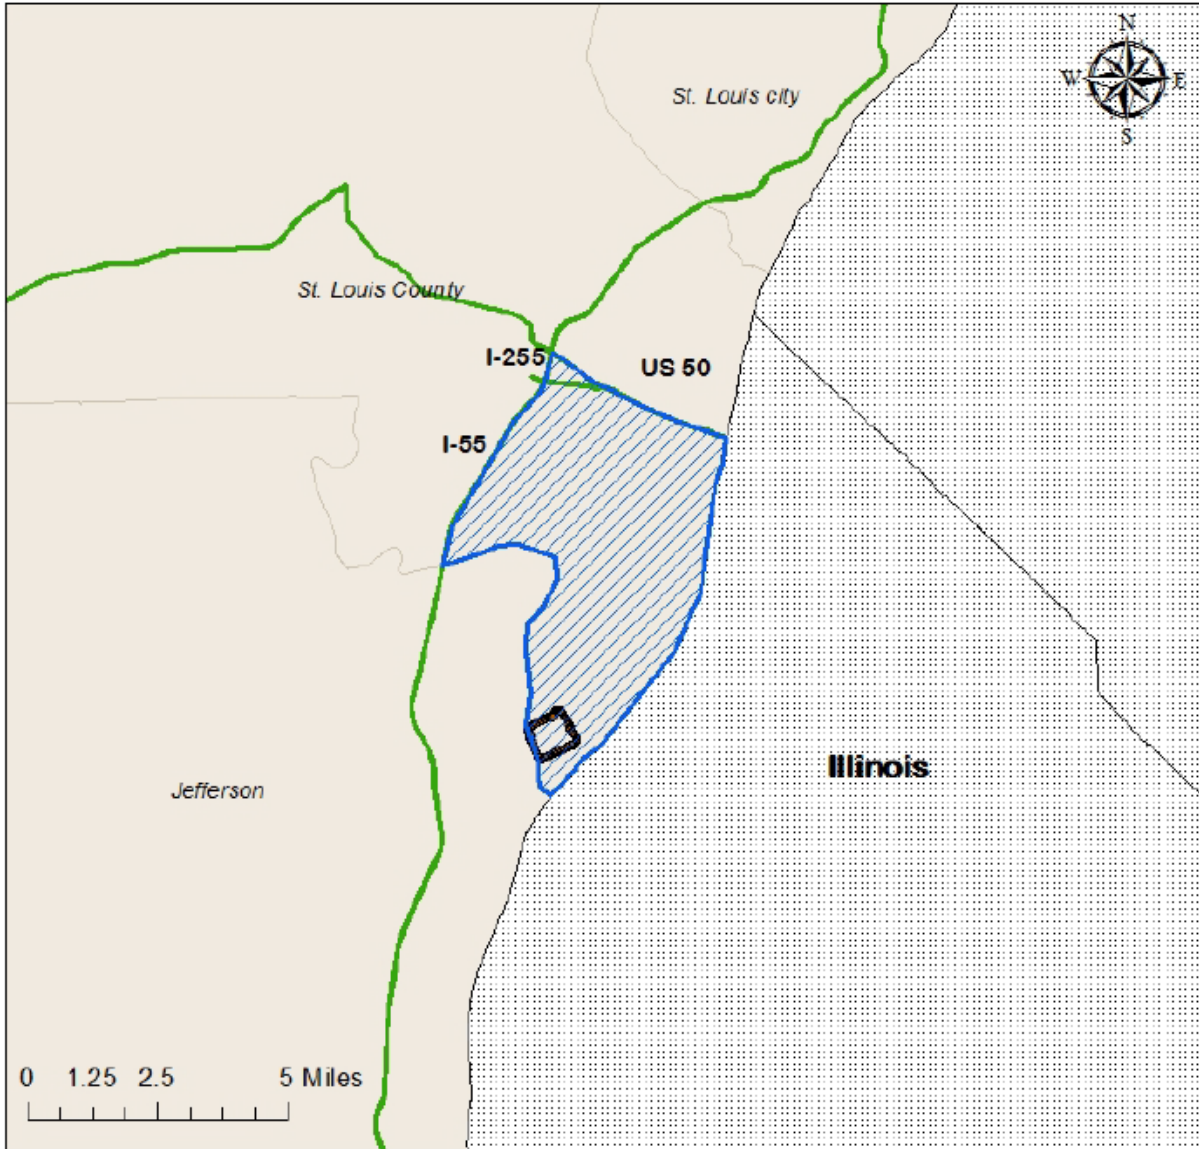 N
W E
S
St. Louis city
St. Louis County
I-255
US 50
I-55
Illinois
Jefferson
0 1.25 2.5 5 Miles